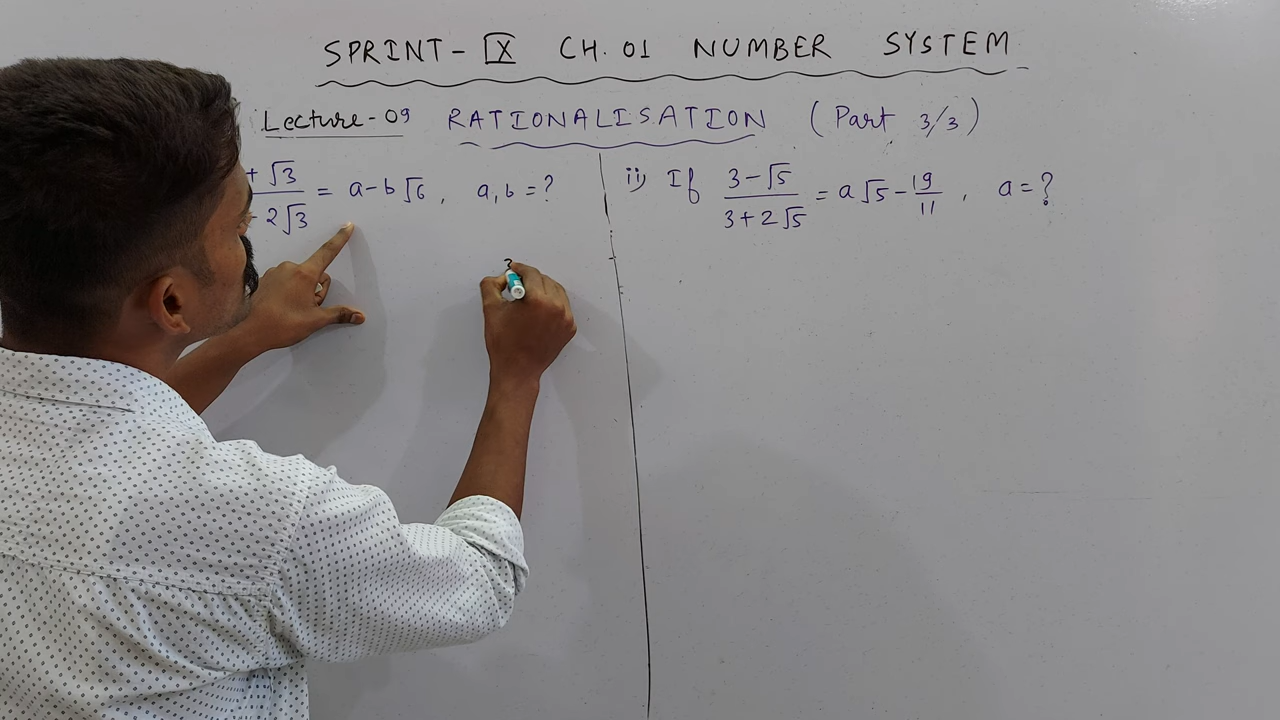 SPRINT-IX CH.01 NUMBER SYSTEM
Lecture-09 RATIONALISATION (Part 3/3)
+ √3 / - 2√3 = a-b√6, a,b=?
ii) If 3-√5 / 3+2√5 = a√5-19/11, a=?